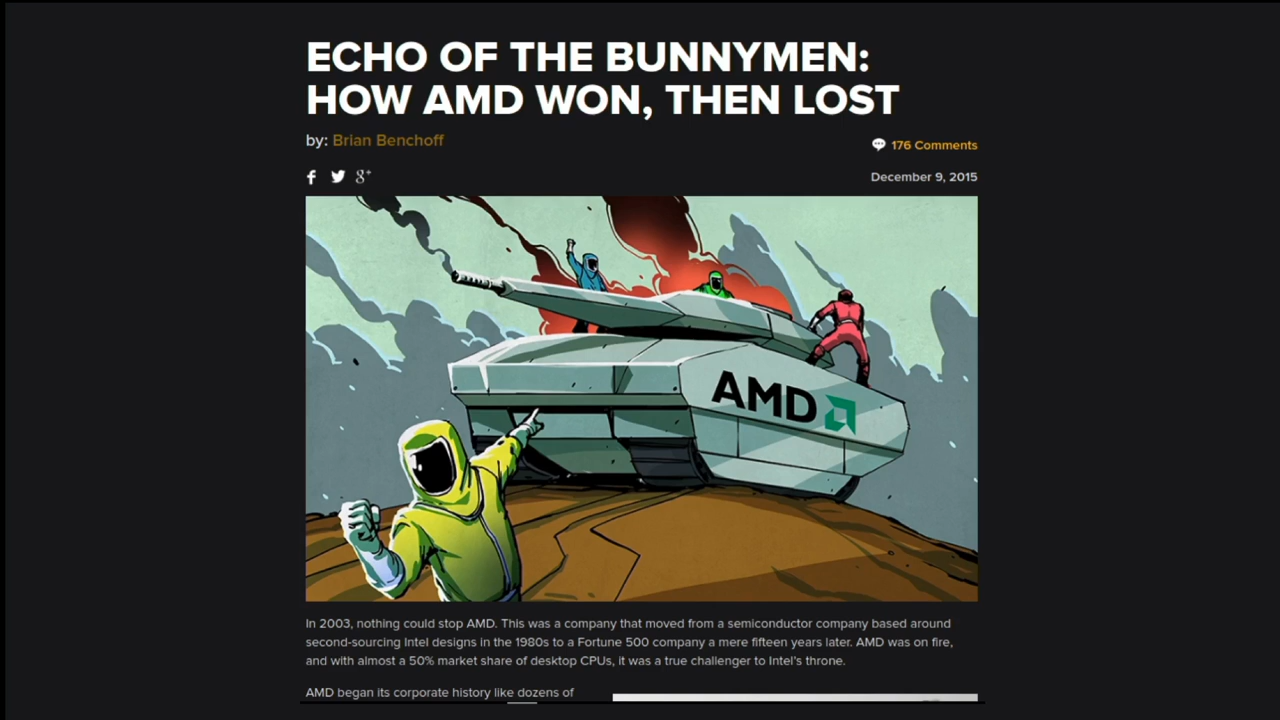 ECHO OF THE BUNNYMEN:
HOW AMD WON, THEN LOST
by: Brian Benchoff
176 Comments
December 9, 2015
AMD
In 2003, nothing could stop AMD. This was a company that moved from a semiconductor company based around
second-sourcing Intel designs in the 1980s to a Fortune 500 company a mere fifteen years later. AMD was on fire,
and with almost a 50% market share of desktop CPUs, it was a true challenger to Intel's throne.
AMD began its corporate history like dozens of